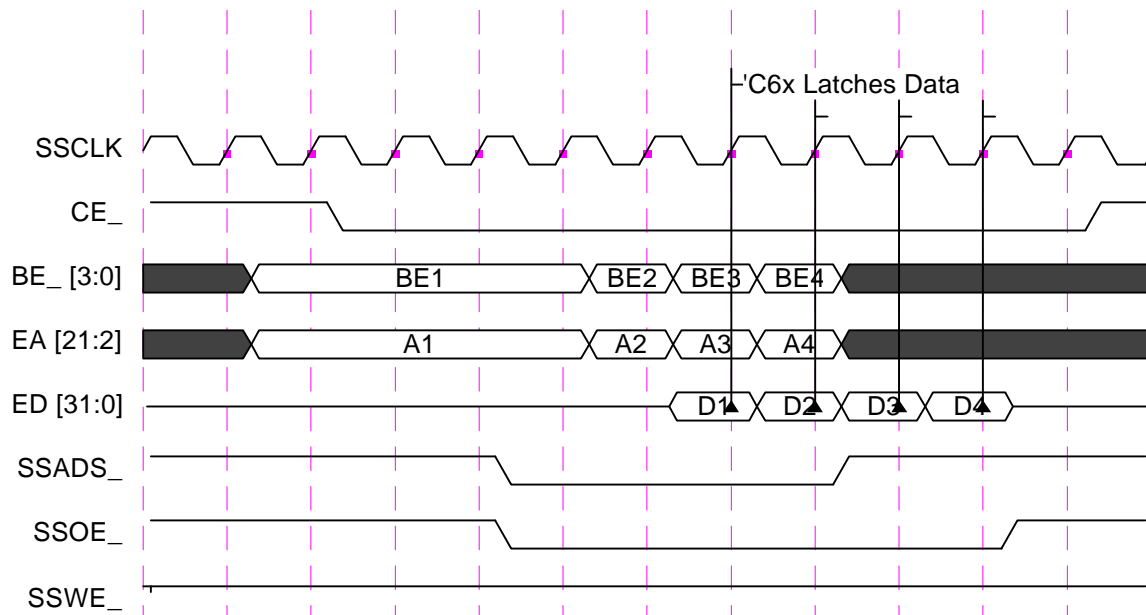 'C6x Latches Data
SSCLK
CE_
BE_ [3:0] BE1 BE2 BE3 BE4
EA [21:2] A1 A2 A3 A4
ED [31:0] D1 D2 D3 D4
SSADS_
SSOE_
SSWE_